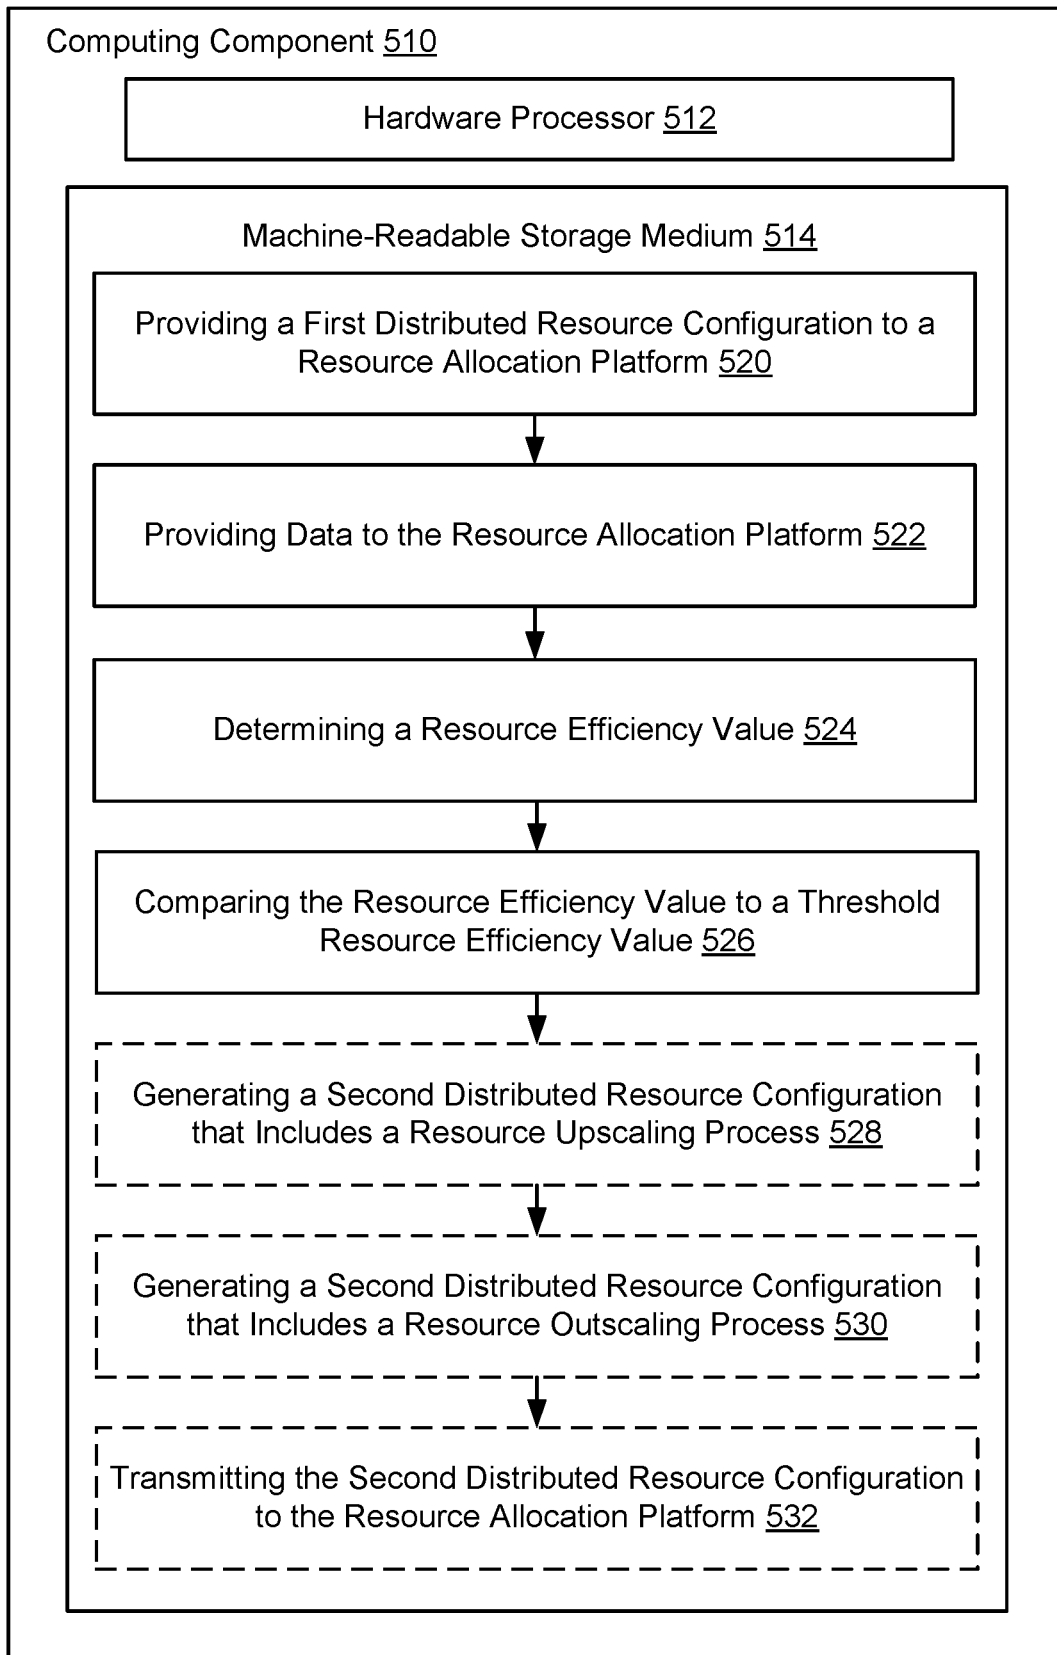 Computing Component 510
Hardware Processor 512
Machine-Readable Storage Medium 514
Providing a First Distributed Resource Configuration to a
Resource Allocation Platform 520
Providing Data to the Resource Allocation Platform 522
Determining a Resource Efficiency Value 524
Comparing the Resource Efficiency Value to a Threshold
Resource Efficiency Value 526
Generating a Second Distributed Resource Configuration
that Includes a Resource Upscaling Process 528
Generating a Second Distributed Resource Configuration
that Includes a Resource Outscaling Process 530
Transmitting the Second Distributed Resource Configuration
to the Resource Allocation Platform 532